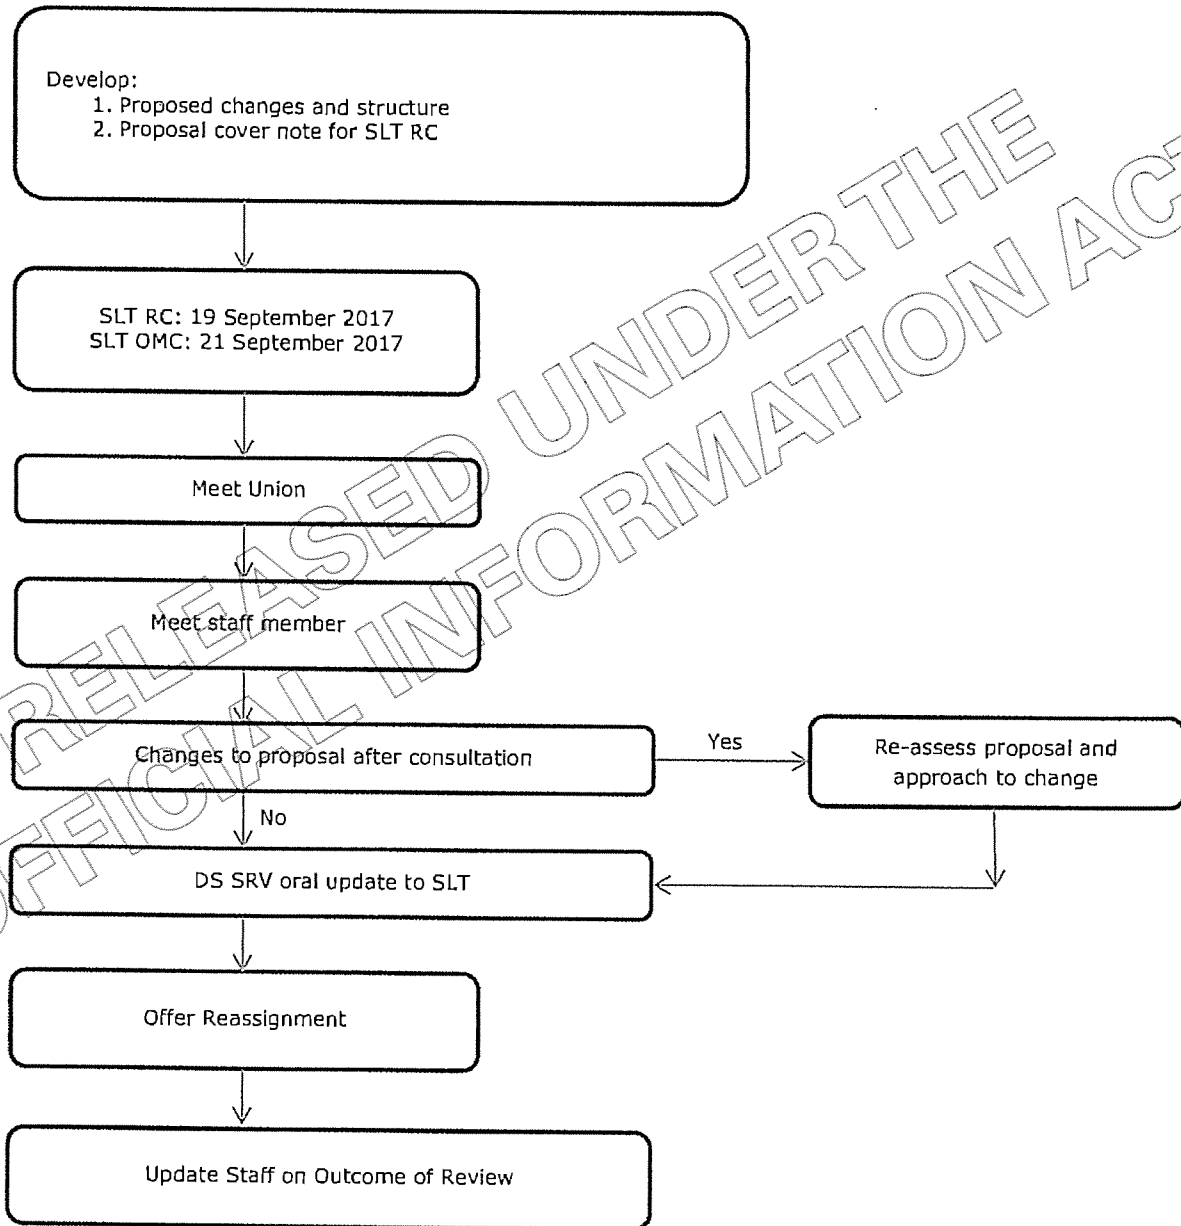 Develop:
1. Proposed changes and structure
2. Proposal cover note for SLT RC
SLT RC: 19 September 2017
SLT OMC: 21 September 2017
Meet Union
Meet staff member
Changes to proposal after consultation
Yes
Re-assess proposal and
approach to change
No
DS SRV oral update to SLT
Offer Reassignment
Update Staff on Outcome of Review
RELEASED UNDER THE
OFFICIAL INFORMATION ACT